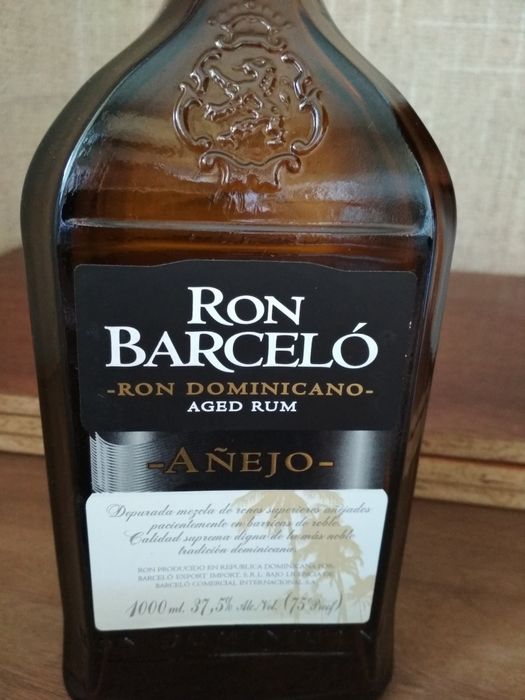 RON
BARCELÓ
-RON DOMINICANO-
AGED RUM
-AÑEJO-
Depurada mezcla de rones superiores añejados
pacientemente en barricas de roble.
Calidad suprema digna de la más noble
tradición dominicana.
RON PRODUCIDO EN REPUBLICA DOMINICANA POR:
BARCELÓ EXPORT IMPORT, S.R.L. BAJO LICENCIA DE
BARCELÓ COMERCIAL INTERNACIONAL S.A.
1000 ml. 37,5% Alc.Vol. (75° Proof)